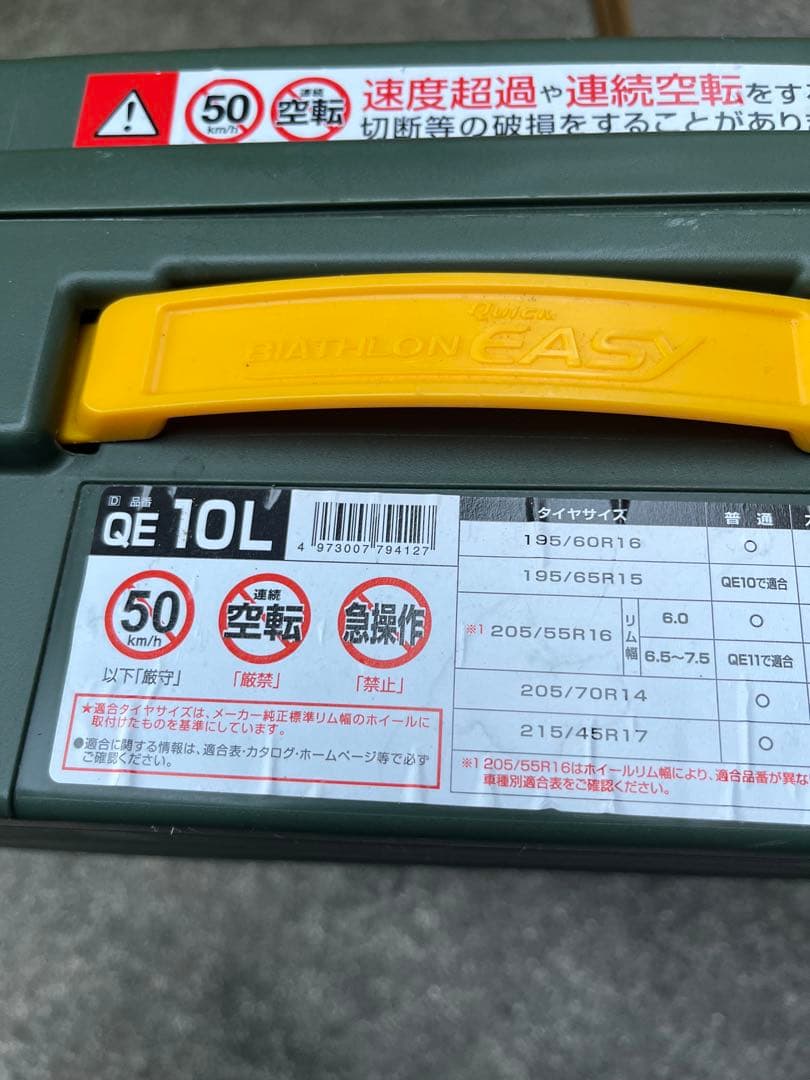 50 km/h 連続 空転 速度超過や連続空転をす
切断等の破損をすることがあり
Quick
BIATHLON EASY
D 品番
QE 10L
4 973007 794127
50
km/h
以下「厳守」
連続
空転
「厳禁」
急操作
「禁止」
★適合タイヤサイズは、メーカー純正標準リム幅のホイールに
取付けたものを基準にしています。
●適合に関する情報は、適合表・カタログ・ホームページ等で必ず
ご確認ください。
タイヤサイズ 普通
195/60R16 ○
195/65R15 QE10で適合
※1 205/55R16 リム幅 6.0 ○
6.5～7.5 QE11で適合
205/70R14 ○
215/45R17 ○
※1 205/55R16はホイールリム幅により、適合品番が異な
車種別適合表をご確認ください。